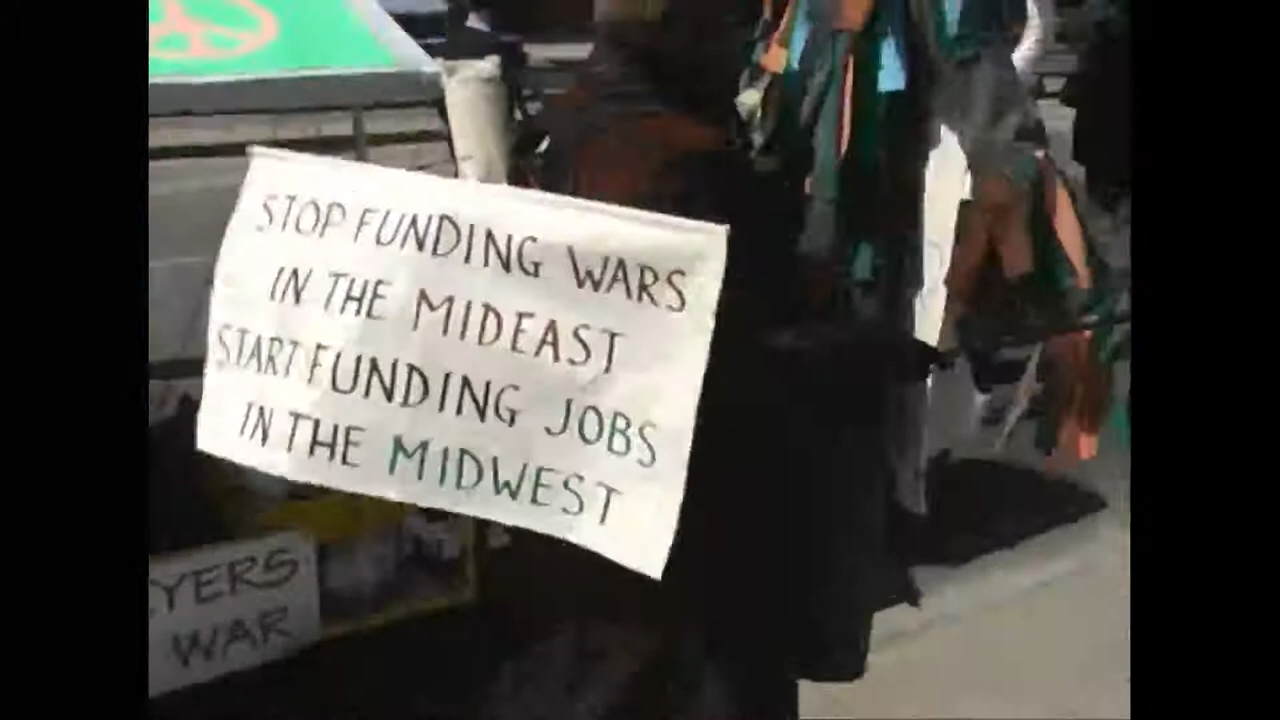 STOP FUNDING WARS
IN THE MIDEAST
START FUNDING JOBS
IN THE MIDWEST
YERS
WAR